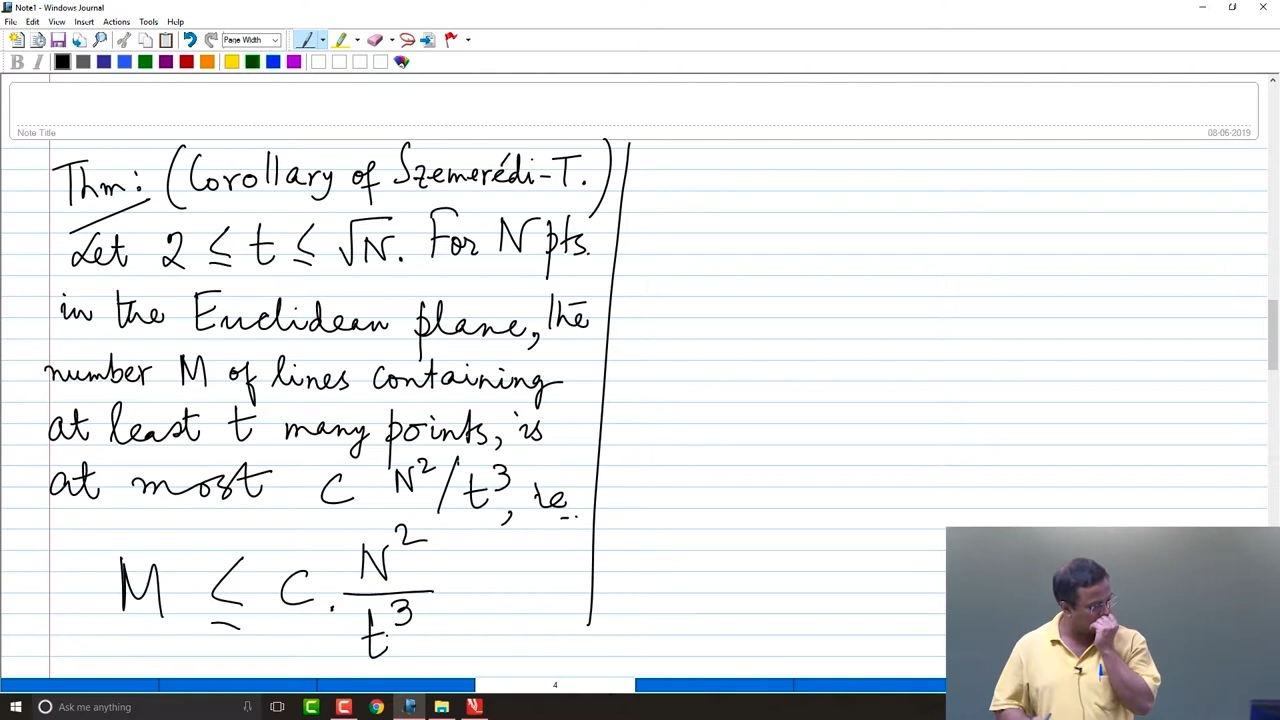 Note1 - Windows Journal
File Edit View Insert Actions Tools Help
Page Width
B I
Note Title
08-06-2019
Thm: (Corollary of Szemerédi-T.)
Let 2 ≤ t ≤ √N. For N pts.
in the Euclidean plane, the
number M of lines containing
at least t many points, is
at most C N²/t³, ie.
M ≤ C. N²/t³
4
Ask me anything